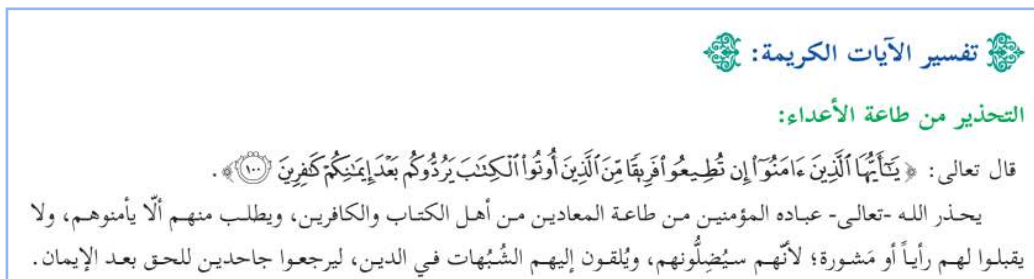 تفسير الآيات الكريمة:
التحذير من طاعة الأعداء:
قال تعالى: ﴿يَـٰٓأَيُّهَا ٱلَّذِينَ ءَامَنُوٓاْ إِن تُطِيعُواْ فَرِيقًا مِّنَ ٱلَّذِينَ أُوتُواْ ٱلۡكِتَٰبَ يَرُدُّوكُم بَعۡدَ إِيمَٰنِكُمۡ كَٰفِرِينَ ١٠٠﴾.
يحذر الله -تعالى- عباده المؤمنين من طاعة المعادين من أهل الكتاب والكافرين، ويطلب منهم ألّا يأمنوهم، ولا
يقبلوا لهم رأياً أو مَشورة؛ لأنّهم سيُضِلُّونهم، ويُلقون إليهم الشُبُهات في الدين، ليرجعوا جاحدين للحق بعد الإيمان.